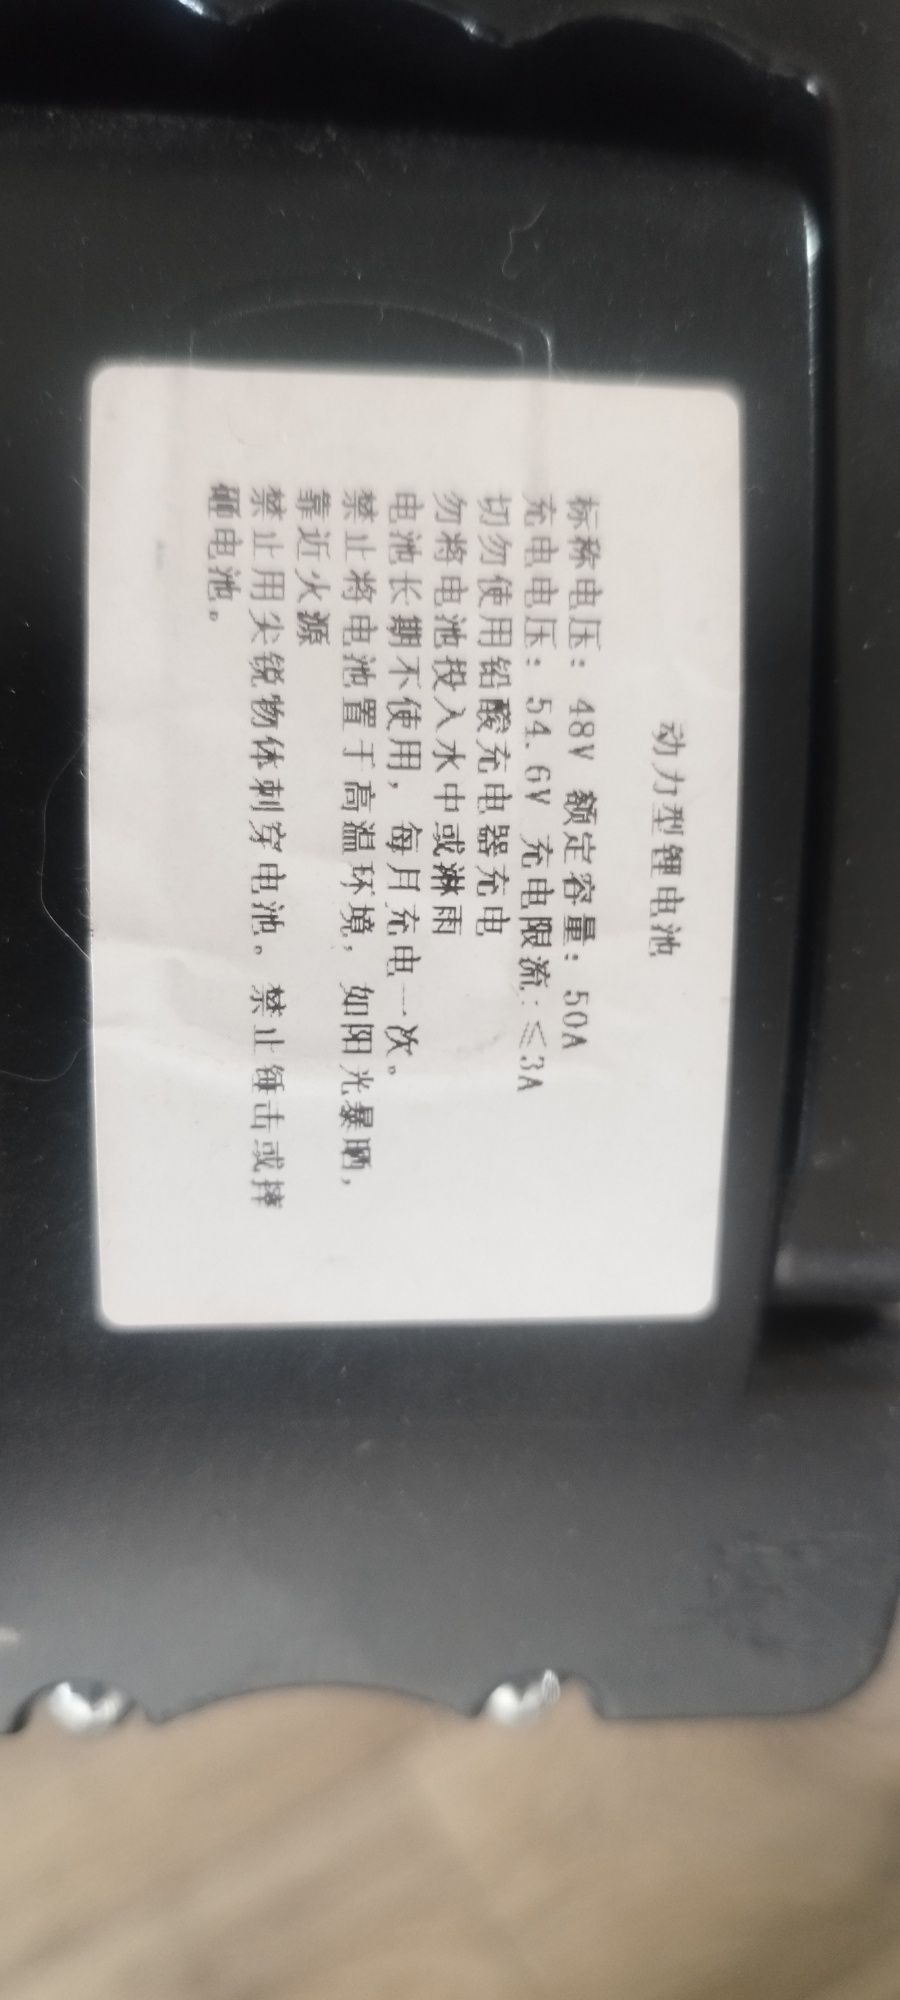 动力型锂电池
标称电压：48V 额定容量：50A
充电电压：54.6V 充电限流：≤3A
切勿使用铅酸充电器充电
勿将电池投入水中或淋雨
电池长期不使用，每月充电一次。
禁止将电池置于高温环境，如阳光暴晒，
靠近火源
禁止用尖锐物体刺穿电池。禁止锤击或摔
砸电池。